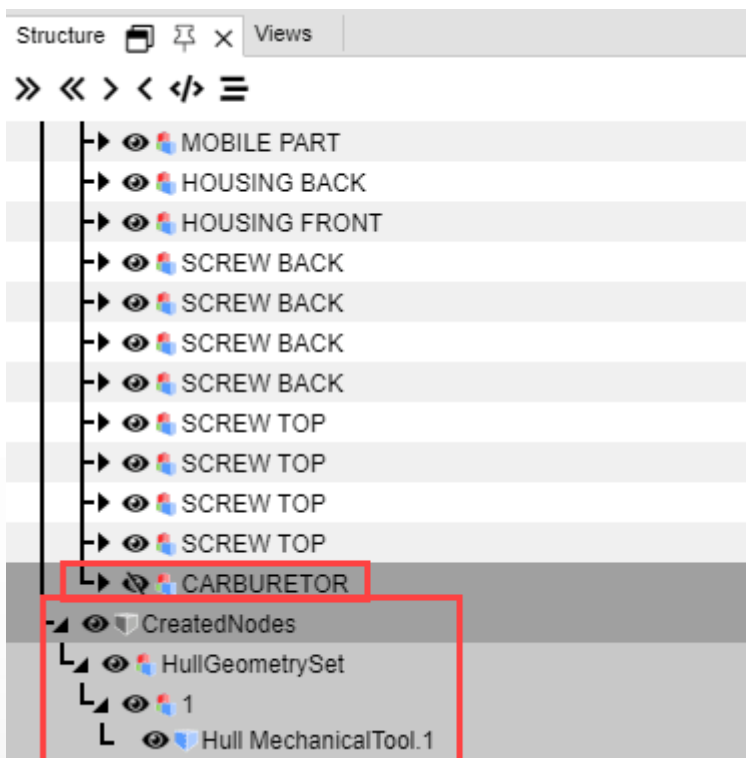 Structure Views
MOBILE PART
HOUSING BACK
HOUSING FRONT
SCREW BACK
SCREW BACK
SCREW BACK
SCREW BACK
SCREW TOP
SCREW TOP
SCREW TOP
SCREW TOP
CARBURETOR
CreatedNodes
HullGeometrySet
1
Hull MechanicalTool.1